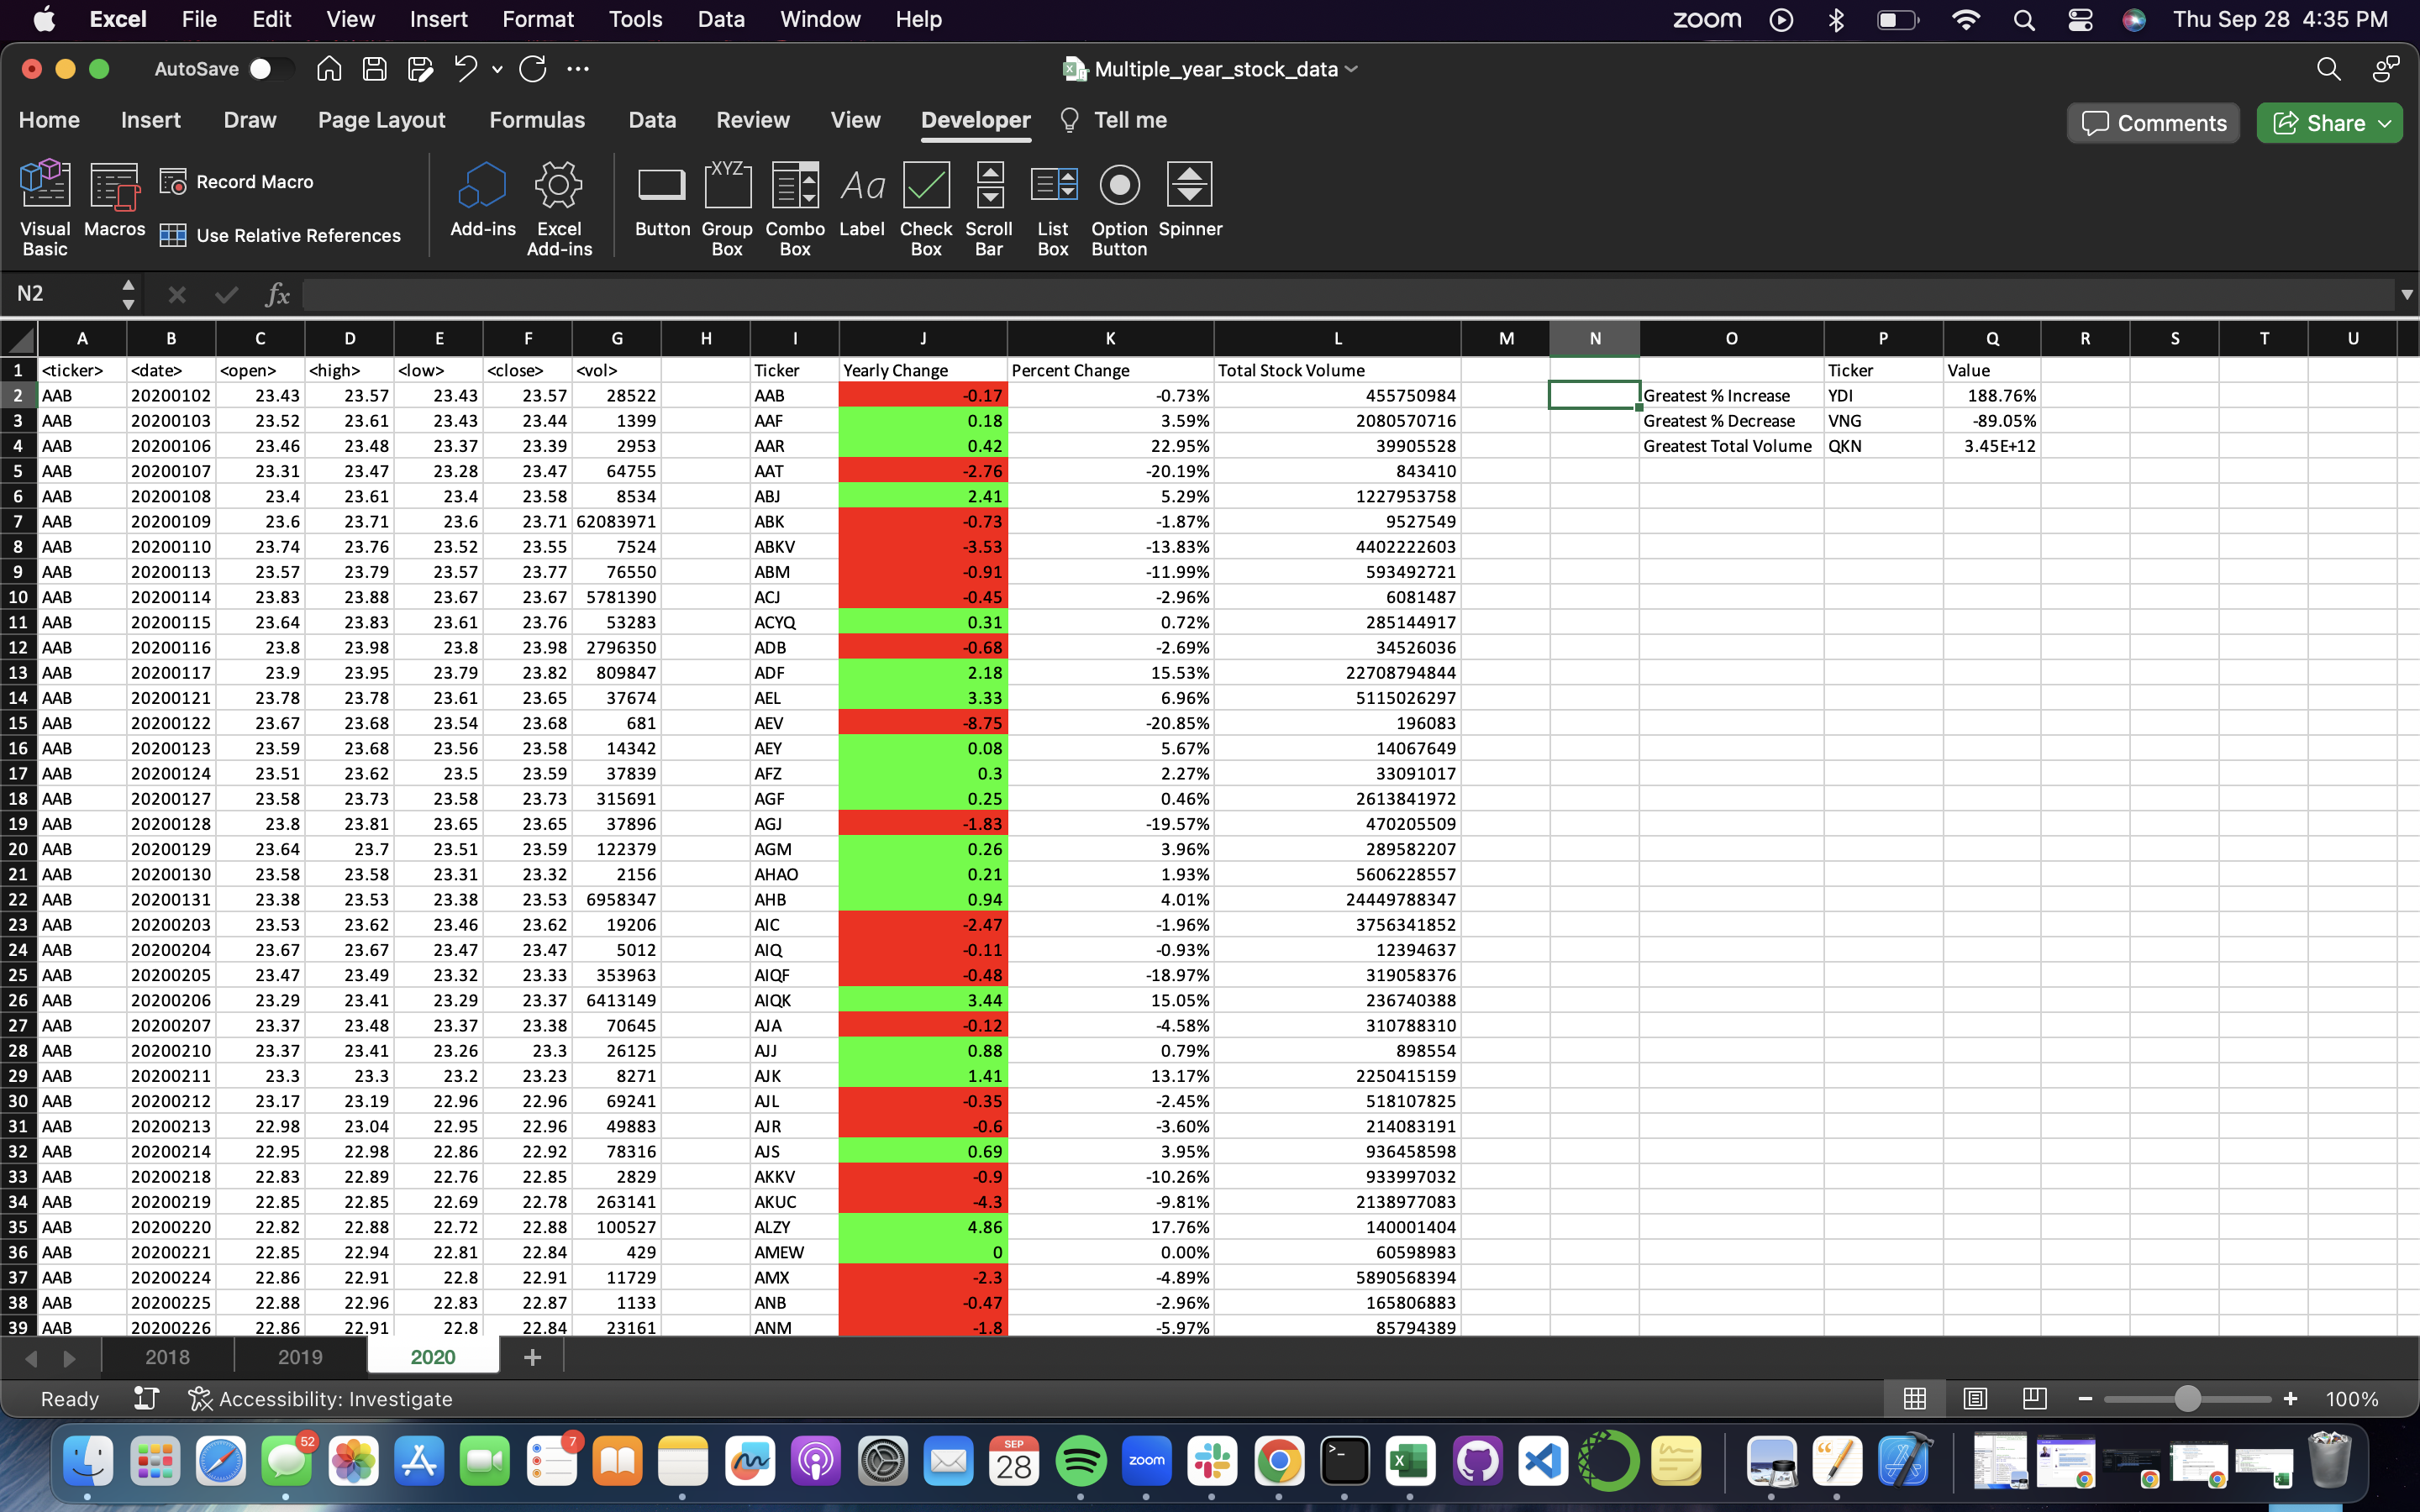 Excel File Edit View Insert Format Tools Data Window Help zoom Thu Sep 28 4:35 PM
AutoSave Multiple_year_stock_data
Home Insert Draw Page Layout Formulas Data Review View Developer Tell me Comments Share
Visual Basic Macros Record Macro Use Relative References Add-ins Excel Add-ins XYZ Aa Button Group Box Combo Box Label Check Box Scroll Bar List Box Option Button Spinner
N2 fx
A B C D E F G H I J K L M N O P Q R S T U
1 <ticker> <date> <open> <high> <low> <close> <vol> Ticker Yearly Change Percent Change Total Stock Volume Ticker Value
2 AAB 20200102 23.43 23.57 23.43 23.57 28522 AAB -0.17 -0.73% 455750984 Greatest % Increase YDI 188.76%
3 AAB 20200103 23.52 23.61 23.43 23.44 1399 AAF 0.18 3.59% 2080570716 Greatest % Decrease VNG -89.05%
4 AAB 20200106 23.46 23.48 23.37 23.39 2953 AAR 0.42 22.95% 39905528 Greatest Total Volume QKN 3.45E+12
5 AAB 20200107 23.31 23.47 23.28 23.47 64755 AAT -2.76 -20.19% 843410
6 AAB 20200108 23.4 23.61 23.4 23.58 8534 ABJ 2.41 5.29% 1227953758
7 AAB 20200109 23.6 23.71 23.6 23.71 62083971 ABK -0.73 -1.87% 9527549
8 AAB 20200110 23.74 23.76 23.52 23.55 7524 ABKV -3.53 -13.83% 4402222603
9 AAB 20200113 23.57 23.79 23.57 23.77 76550 ABM -0.91 -11.99% 593492721
10 AAB 20200114 23.83 23.88 23.67 23.67 5781390 ACJ -0.45 -2.96% 6081487
11 AAB 20200115 23.64 23.83 23.61 23.76 53283 ACYQ 0.31 0.72% 285144917
12 AAB 20200116 23.8 23.98 23.8 23.98 2796350 ADB -0.68 -2.69% 34526036
13 AAB 20200117 23.9 23.95 23.79 23.82 809847 ADF 2.18 15.53% 22708794844
14 AAB 20200121 23.78 23.78 23.61 23.65 37674 AEL 3.33 6.96% 5115026297
15 AAB 20200122 23.67 23.68 23.54 23.68 681 AEV -8.75 -20.85% 196083
16 AAB 20200123 23.59 23.68 23.56 23.58 14342 AEY 0.08 5.67% 14067649
17 AAB 20200124 23.51 23.62 23.5 23.59 37839 AFZ 0.3 2.27% 33091017
18 AAB 20200127 23.58 23.73 23.58 23.73 315691 AGF 0.25 0.46% 2613841972
19 AAB 20200128 23.8 23.81 23.65 23.65 37896 AGJ -1.83 -19.57% 470205509
20 AAB 20200129 23.64 23.7 23.51 23.59 122379 AGM 0.26 3.96% 289582207
21 AAB 20200130 23.58 23.58 23.31 23.32 2156 AHAO 0.21 1.93% 5606228557
22 AAB 20200131 23.38 23.53 23.38 23.53 6958347 AHB 0.94 4.01% 24449788347
23 AAB 20200203 23.53 23.62 23.46 23.62 19206 AIC -2.47 -1.96% 3756341852
24 AAB 20200204 23.67 23.67 23.47 23.47 5012 AIQ -0.11 -0.93% 12394637
25 AAB 20200205 23.47 23.49 23.32 23.33 353963 AIQF -0.48 -18.97% 319058376
26 AAB 20200206 23.29 23.41 23.29 23.37 6413149 AIQK 3.44 15.05% 236740388
27 AAB 20200207 23.37 23.48 23.37 23.38 70645 AJA -0.12 -4.58% 310788310
28 AAB 20200210 23.37 23.41 23.26 23.3 26125 AJJ 0.88 0.79% 898554
29 AAB 20200211 23.3 23.3 23.2 23.23 8271 AJK 1.41 13.17% 2250415159
30 AAB 20200212 23.17 23.19 22.96 22.96 69241 AJL -0.35 -2.45% 518107825
31 AAB 20200213 22.98 23.04 22.95 22.96 49883 AJR -0.6 -3.60% 214083191
32 AAB 20200214 22.95 22.98 22.86 22.92 78316 AJS 0.69 3.95% 936458598
33 AAB 20200218 22.83 22.89 22.76 22.85 2829 AKKV -0.9 -10.26% 933997032
34 AAB 20200219 22.85 22.85 22.69 22.78 263141 AKUC -4.3 -9.81% 2138977083
35 AAB 20200220 22.82 22.88 22.72 22.88 100527 ALZY 4.86 17.76% 140001404
36 AAB 20200221 22.85 22.94 22.81 22.84 429 AMEW 0 0.00% 60598983
37 AAB 20200224 22.86 22.91 22.8 22.91 11729 AMX -2.3 -4.89% 5890568394
38 AAB 20200225 22.88 22.96 22.83 22.87 1133 ANB -0.47 -2.96% 165806883
39 AAB 20200226 22.86 22.91 22.8 22.84 23161 ANM -1.8 -5.97% 85794389
2018 2019 2020 +
Ready Accessibility: Investigate 100%
52 7 SEP 28 zoom